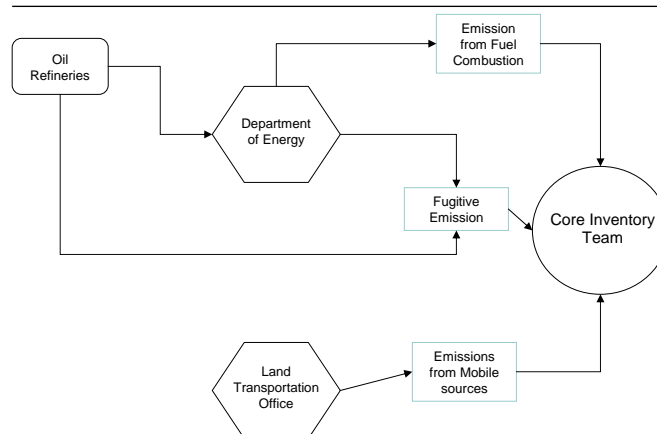 Emission
from Fuel
Combustion
Oil
Refineries
Department
of Energy
Fugitive
Emission
Core Inventory
Team
Land
Transportation
Office
Emissions
from Mobile
sources